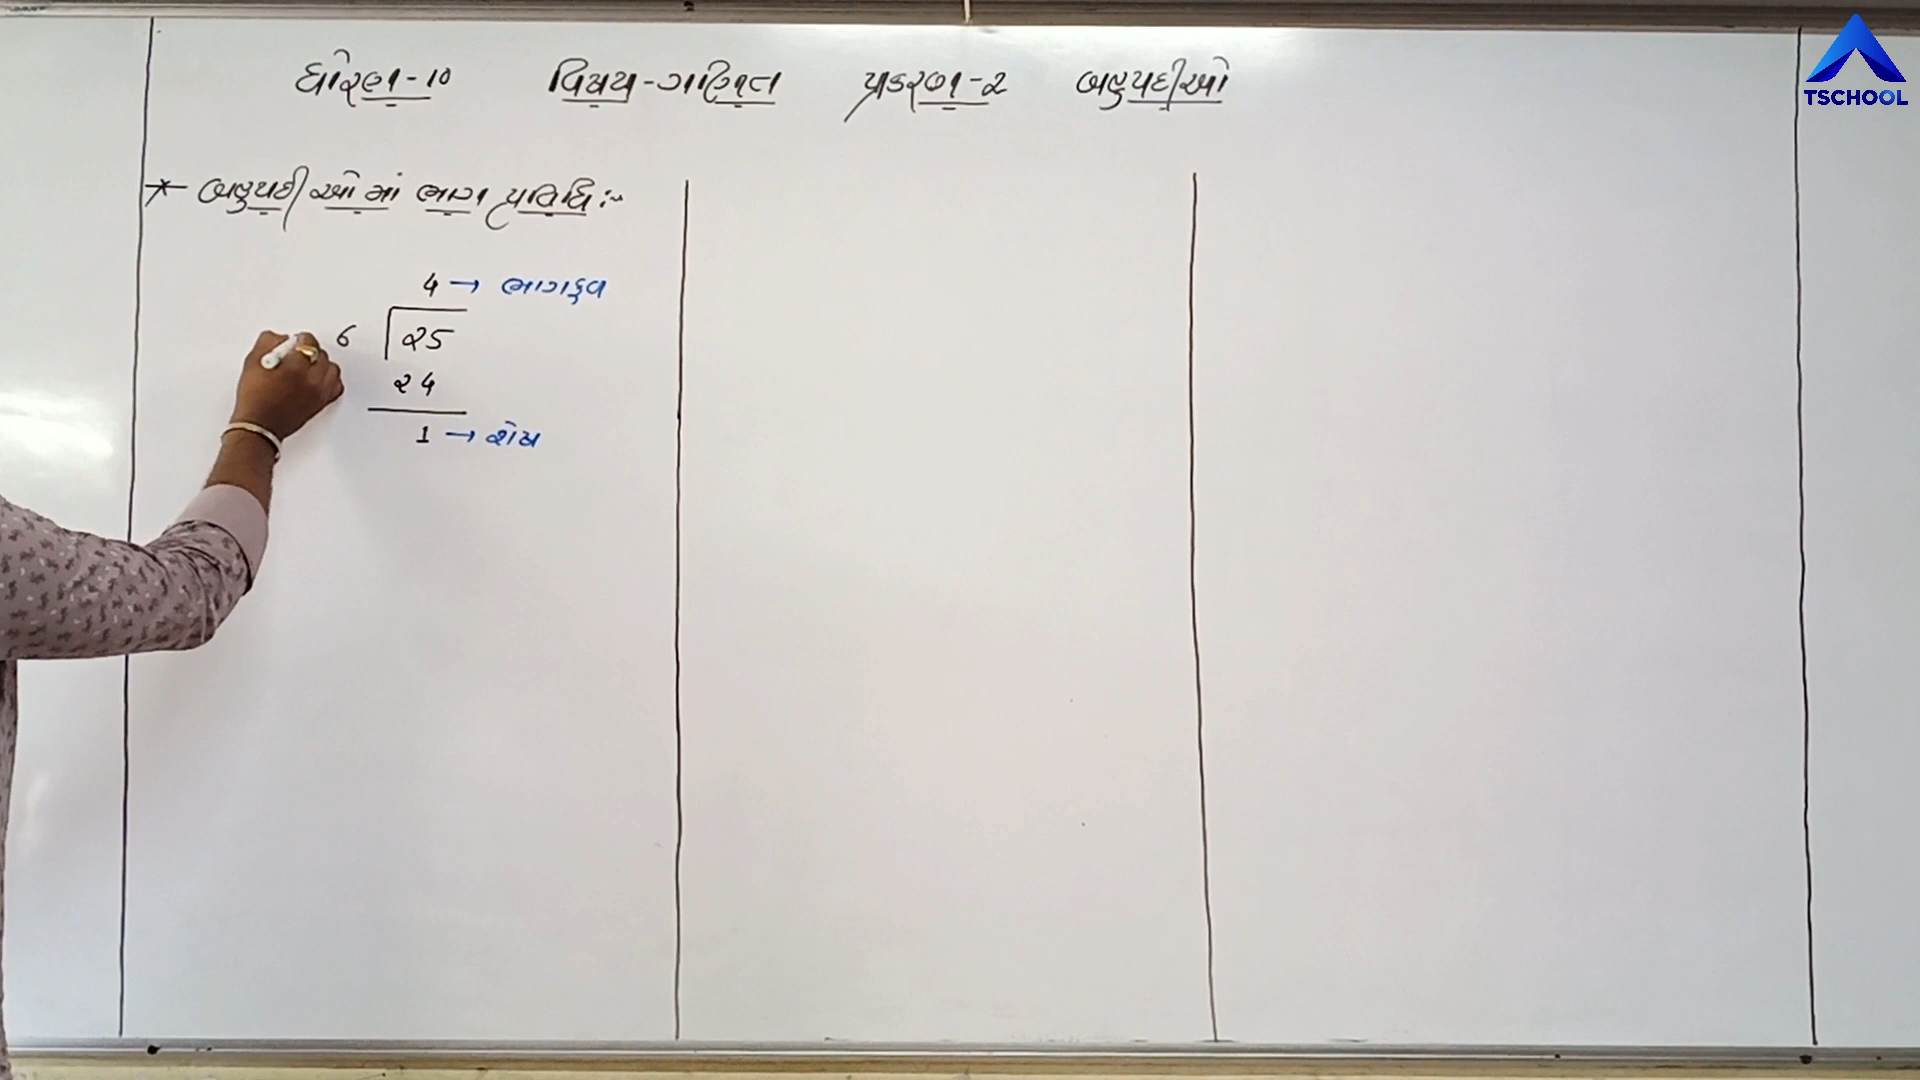 ધોરણ-10 વિષય-ગણિત પ્રકરણ-2 બહુપદીઓ
TSCHOOL
* બહુપદીઓમાં ભાગ પ્રવિધિ :-
4 → ભાગફળ
6 25
24
1 → શેષ